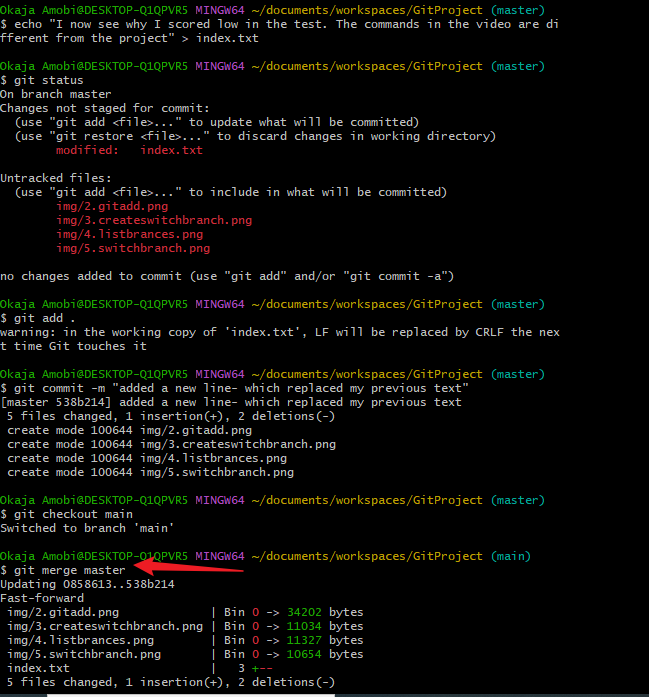 Okaja Amobi@DESKTOP-Q1QPVR5 MINGW64 ~/documents/workspaces/GitProject (master)
$ echo "I now see why I scored low in the test. The commands in the video are di
fferent from the project" > index.txt
Okaja Amobi@DESKTOP-Q1QPVR5 MINGW64 ~/documents/workspaces/GitProject (master)
$ git status
On branch master
Changes not staged for commit:
  (use "git add <file>..." to update what will be committed)
  (use "git restore <file>..." to discard changes in working directory)
        modified:   index.txt
Untracked files:
  (use "git add <file>..." to include in what will be committed)
        img/2.gitadd.png
        img/3.createswitchbranch.png
        img/4.listbrances.png
        img/5.switchbranch.png
no changes added to commit (use "git add" and/or "git commit -a")
Okaja Amobi@DESKTOP-Q1QPVR5 MINGW64 ~/documents/workspaces/GitProject (master)
$ git add .
warning: in the working copy of 'index.txt', LF will be replaced by CRLF the nex
t time Git touches it
Okaja Amobi@DESKTOP-Q1QPVR5 MINGW64 ~/documents/workspaces/GitProject (master)
$ git commit -m "added a new line- which replaced my previous text"
[master 538b214] added a new line- which replaced my previous text
 5 files changed, 1 insertion(+), 2 deletions(-)
 create mode 100644 img/2.gitadd.png
 create mode 100644 img/3.createswitchbranch.png
 create mode 100644 img/4.listbrances.png
 create mode 100644 img/5.switchbranch.png
Okaja Amobi@DESKTOP-Q1QPVR5 MINGW64 ~/documents/workspaces/GitProject (master)
$ git checkout main
Switched to branch 'main'
Okaja Amobi@DESKTOP-Q1QPVR5 MINGW64 ~/documents/workspaces/GitProject (main)
$ git merge master
Updating 0858613..538b214
Fast-forward
 img/2.gitadd.png             | Bin 0 -> 34202 bytes
 img/3.createswitchbranch.png | Bin 0 -> 11034 bytes
 img/4.listbrances.png        | Bin 0 -> 11327 bytes
 img/5.switchbranch.png       | Bin 0 -> 10654 bytes
 index.txt                    |   3 +--
 5 files changed, 1 insertion(+), 2 deletions(-)